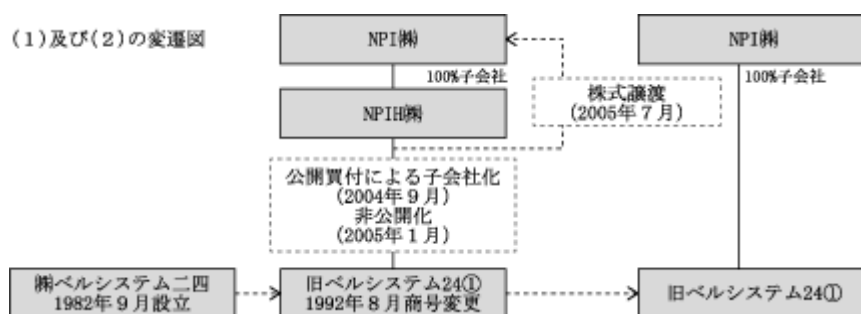 (1)及び(2)の変遷図
NPI㈱
100%子会社
NPIH㈱
公開買付による子会社化
(2004年9月)
非公開化
(2005年1月)
株式譲渡
(2005年7月)
NPI㈱
100%子会社
㈱ベルシステム二四
1982年9月設立
旧ベルシステム24①
1992年8月商号変更
旧ベルシステム24①